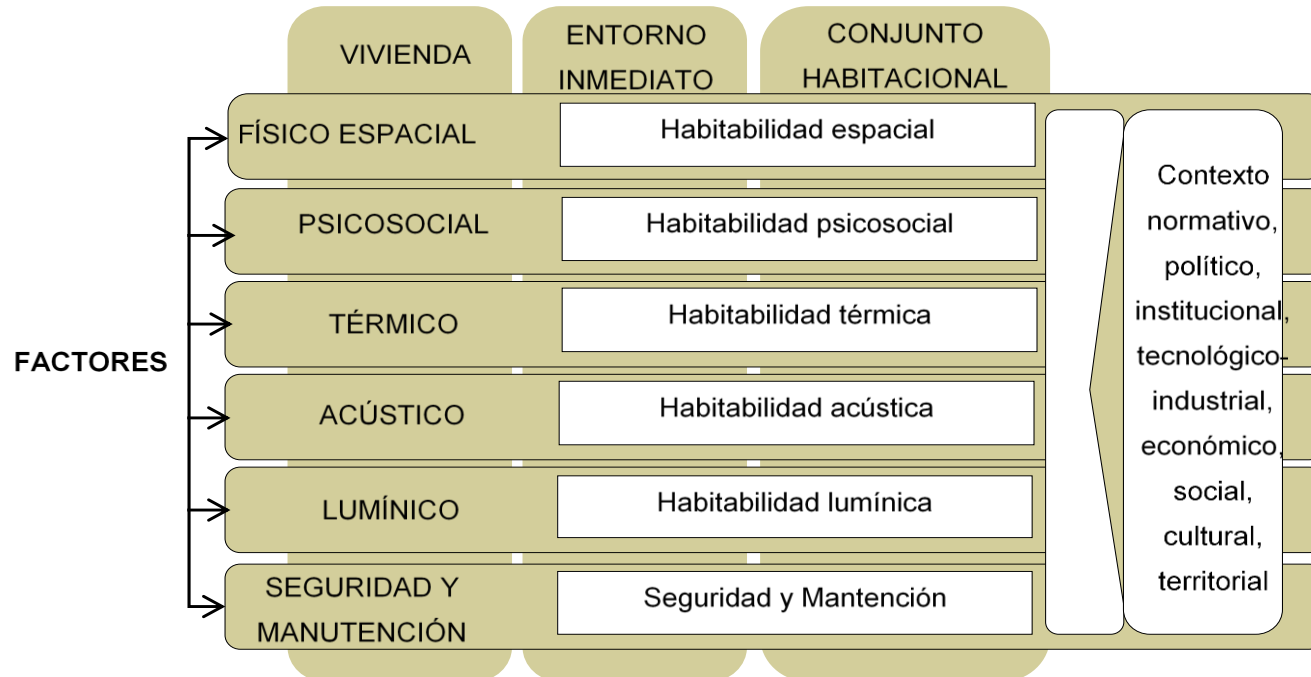 VIVIENDA
ENTORNO
INMEDIATO
CONJUNTO
HABITACIONAL
FACTORES
FÍSICO ESPACIAL
Habitabilidad espacial
PSICOSOCIAL
Habitabilidad psicosocial
TÉRMICO
Habitabilidad térmica
ACÚSTICO
Habitabilidad acústica
LUMÍNICO
Habitabilidad lumínica
SEGURIDAD Y
MANUTENCIÓN
Seguridad y Mantención
Contexto
normativo,
político,
institucional,
tecnológico-
industrial,
económico,
social,
cultural,
territorial